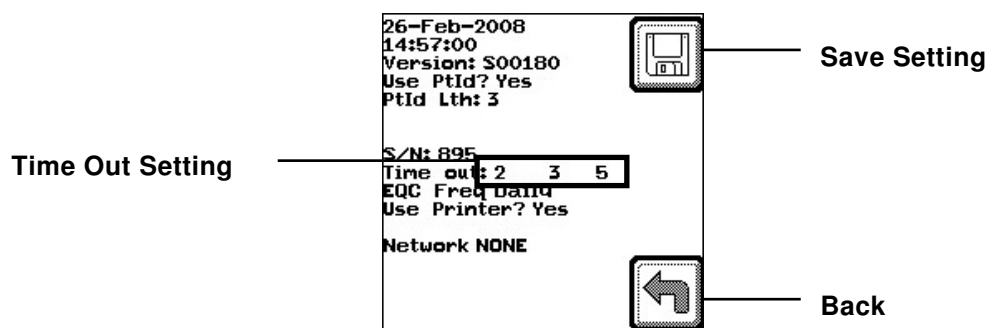 26-Feb-2008
14:57:00
Version: S00180
Use PtId? Yes
PtId Lth: 3
Save Setting
S/N: 895
Time Out Setting
Time out: 2 3 5
EQC Freq Daily
Use Printer? Yes
Network NONE
Back